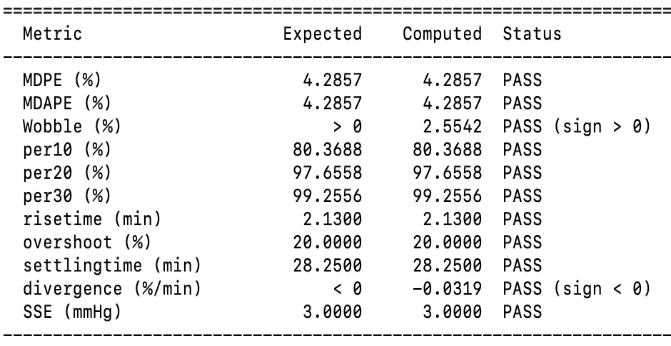 ====================================================================
Metric Expected Computed Status
--------------------------------------------------------------------
MDPE (%) 4.2857 4.2857 PASS
MDAPE (%) 4.2857 4.2857 PASS
Wobble (%) > 0 2.5542 PASS (sign > 0)
per10 (%) 80.3688 80.3688 PASS
per20 (%) 97.6558 97.6558 PASS
per30 (%) 99.2556 99.2556 PASS
risetime (min) 2.1300 2.1300 PASS
overshoot (%) 20.0000 20.0000 PASS
settlingtime (min) 28.2500 28.2500 PASS
divergence (%/min) < 0 -0.0319 PASS (sign < 0)
SSE (mmHg) 3.0000 3.0000 PASS
--------------------------------------------------------------------